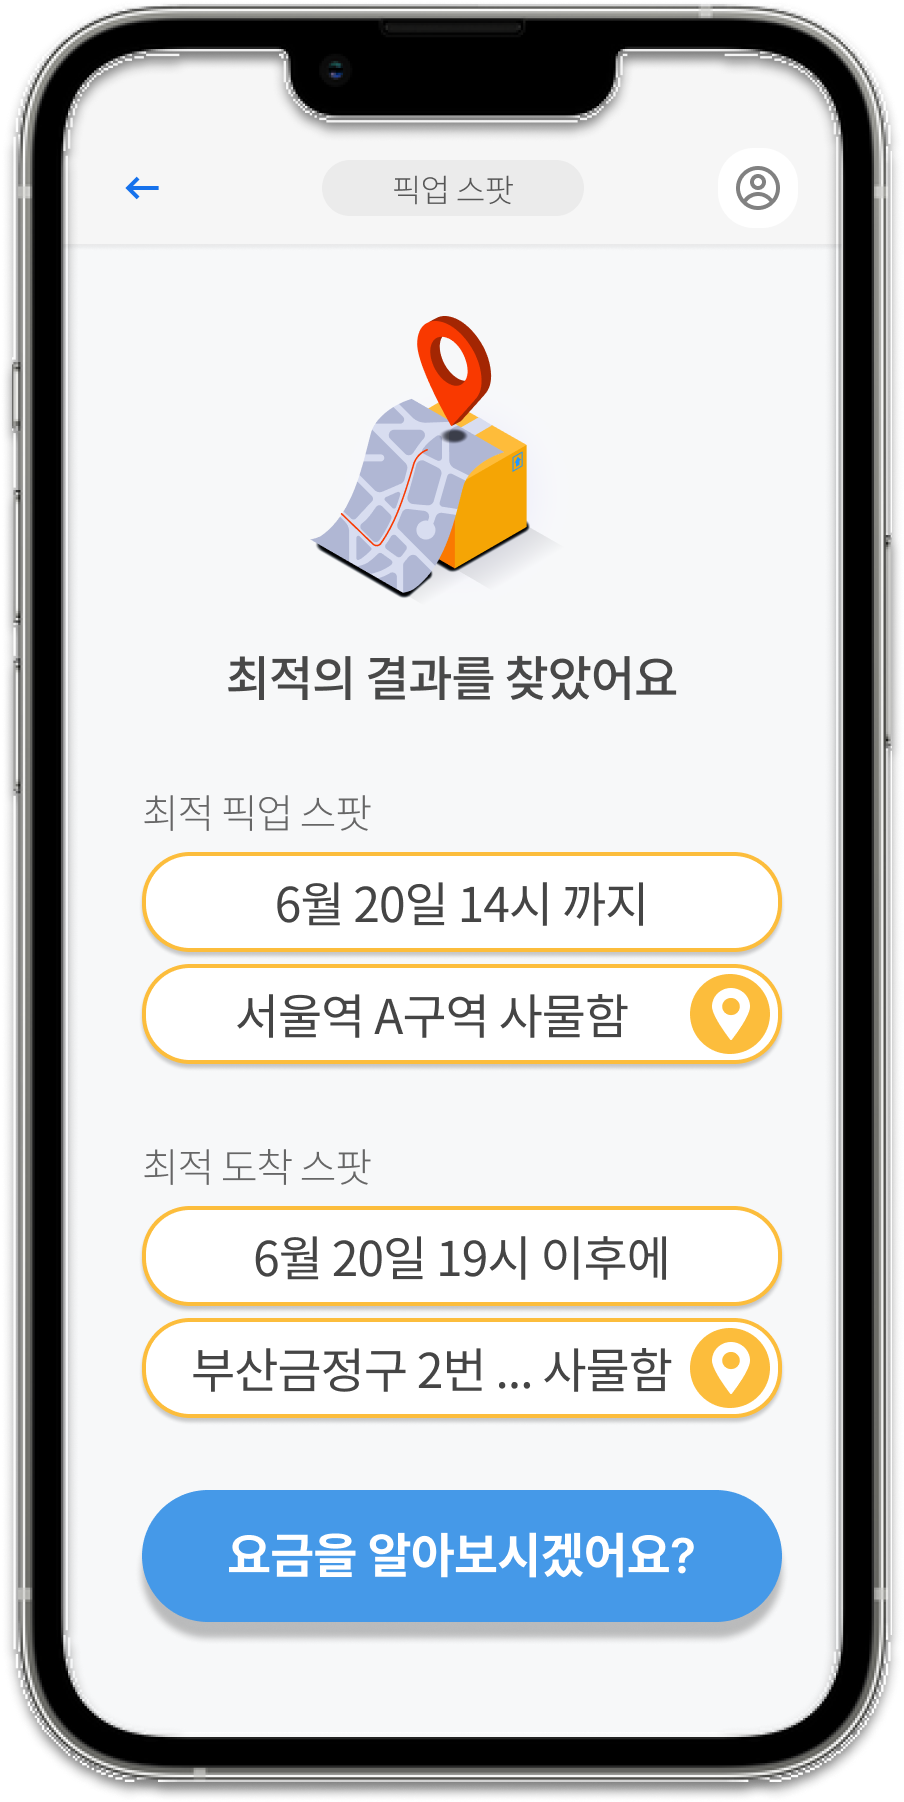 픽업 스팟
최적의 결과를 찾았어요
최적 픽업 스팟
6월 20일 14시 까지
서울역 A구역 사물함
최적 도착 스팟
6월 20일 19시 이후에
부산금정구 2번 ... 사물함
요금을 알아보시겠어요?